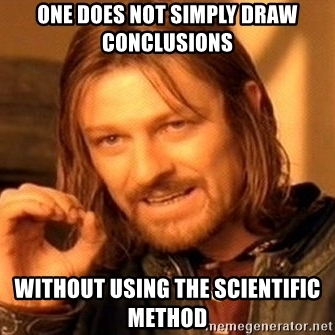 ONE DOES NOT SIMPLY DRAW
CONCLUSIONS
WITHOUT USING THE SCIENTIFIC
METHOD
memegenerator.net